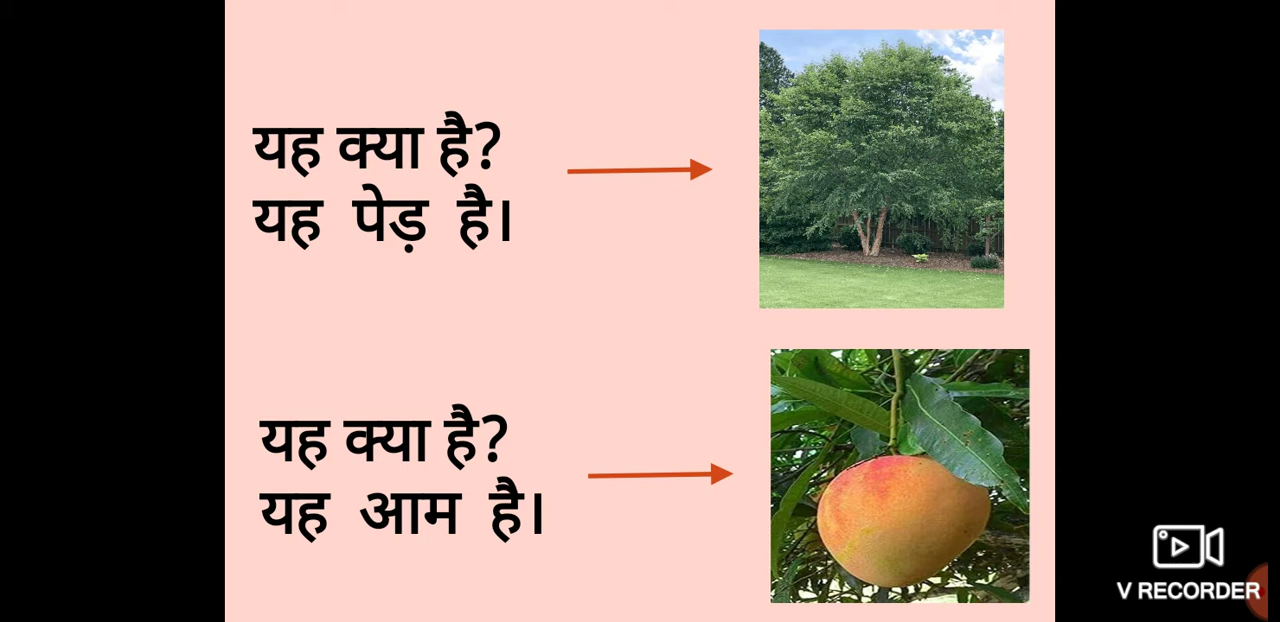 यह क्या है?
यह पेड़ है।
यह क्या है?
यह आम है।
V RECORDER